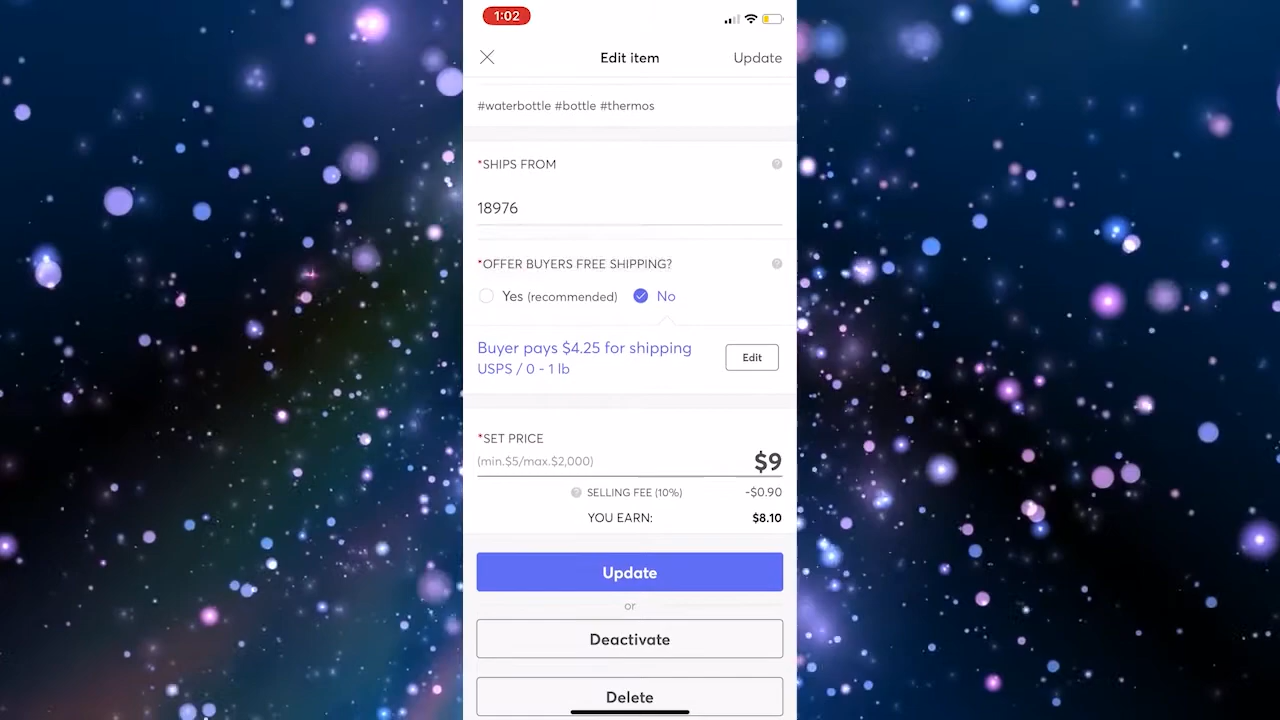 1:02
Edit item
Update
#waterbottle #bottle #thermos
*SHIPS FROM
18976
*OFFER BUYERS FREE SHIPPING?
Yes (recommended)
No
Buyer pays $4.25 for shipping
USPS / 0 - 1 lb
Edit
*SET PRICE
(min.$5/max.$2,000)
$9
SELLING FEE (10%)
-$0.90
YOU EARN:
$8.10
Update
or
Deactivate
Delete